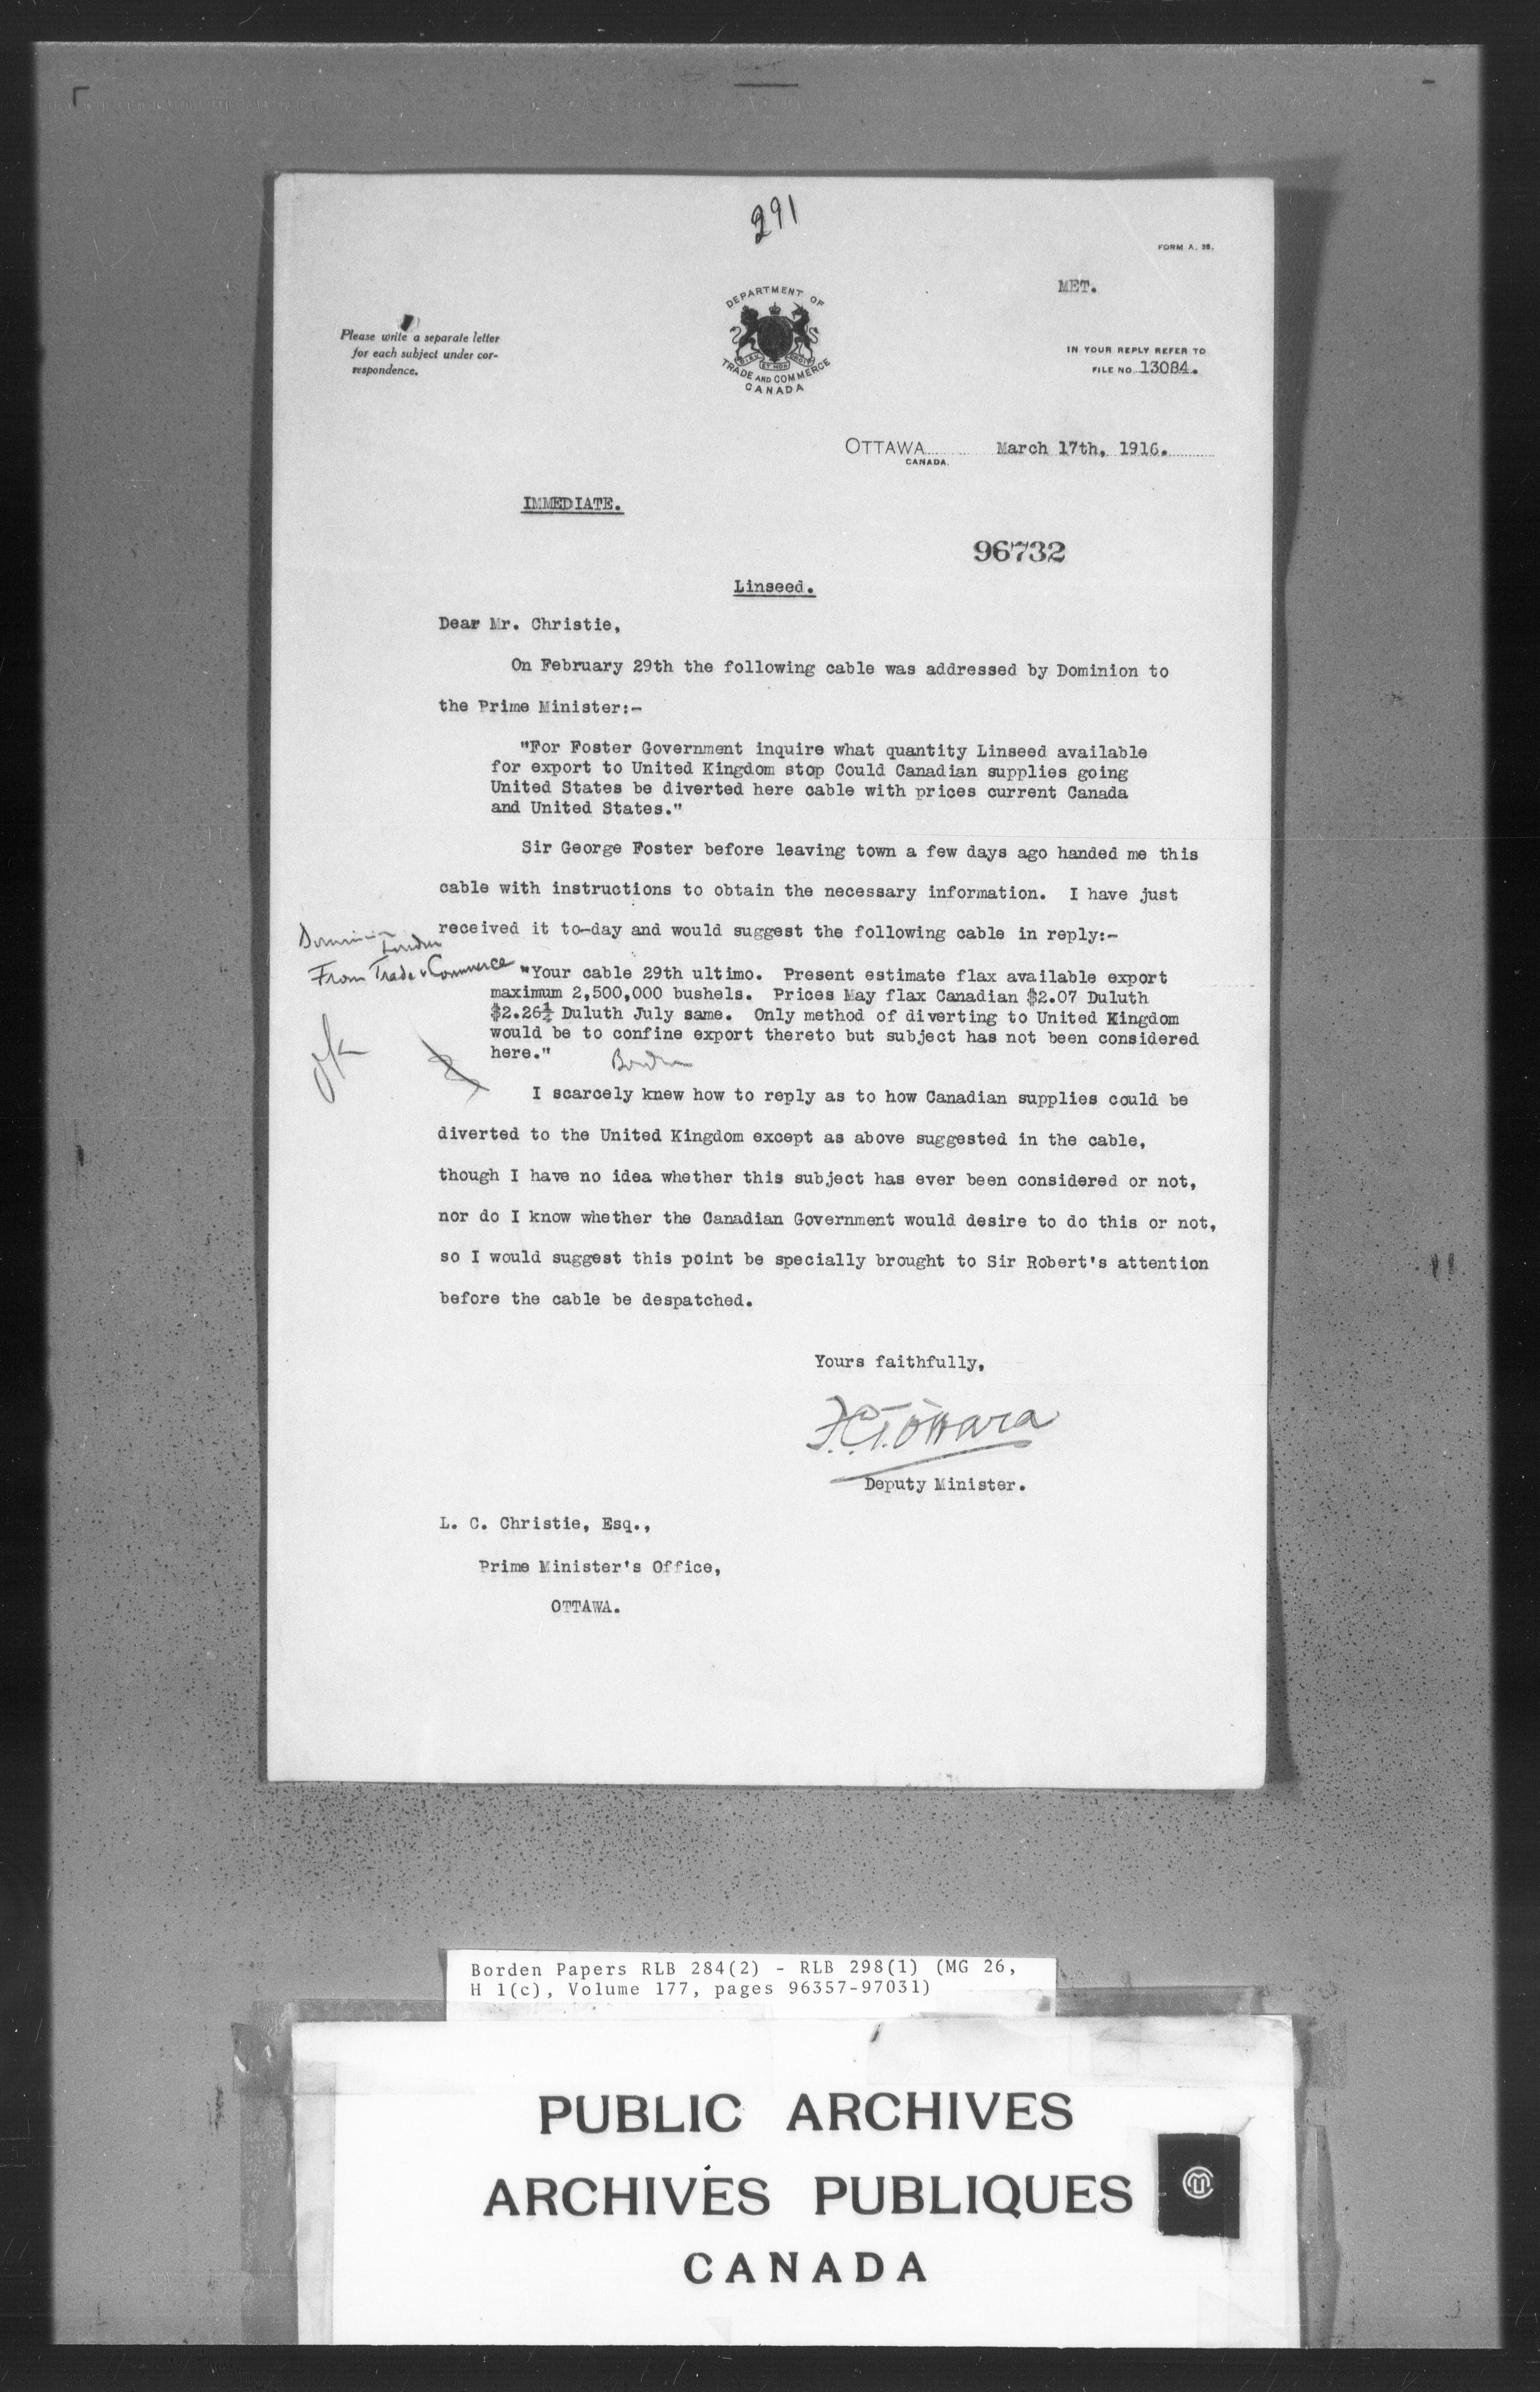 291
FORM A. 38.
MET.
DEPARTMENT OF
TRADE AND COMMERCE
CANADA
Please write a separate letter
for each subject under cor-
respondence.
IN YOUR REPLY REFER TO
FILE NO. 13084.
OTTAWA March 17th, 1916.
CANADA.
IMMEDIATE.
96732
Linseed.
Dear Mr. Christie,
On February 29th the following cable was addressed by Dominion to
the Prime Minister:-
"For Foster Government inquire what quantity Linseed available
for export to United Kingdom stop Could Canadian supplies going
United States be diverted here cable with prices current Canada
and United States."
Sir George Foster before leaving town a few days ago handed me this
cable with instructions to obtain the necessary information. I have just
received it to-day and would suggest the following cable in reply:-
Dominion
London
From Trade & Commerce
"Your cable 29th ultimo. Present estimate flax available export
maximum 2,500,000 bushels. Prices May flax Canadian $2.07 Duluth
$2.26½ Duluth July same. Only method of diverting to United Kingdom
would be to confine export thereto but subject has not been considered
here."
Borden
ok
I scarcely knew how to reply as to how Canadian supplies could be
diverted to the United Kingdom except as above suggested in the cable,
though I have no idea whether this subject has ever been considered or not,
nor do I know whether the Canadian Government would desire to do this or not,
so I would suggest this point be specially brought to Sir Robert's attention
before the cable be despatched.
Yours faithfully,
F.C.T. O'Hara
Deputy Minister.
L. C. Christie, Esq.,
Prime Minister's Office,
OTTAWA.
Borden Papers RLB 284(2) - RLB 298(1) (MG 26,
H 1(c), Volume 177, pages 96357-97031)
PUBLIC ARCHIVES
ARCHIVES PUBLIQUES
CANADA